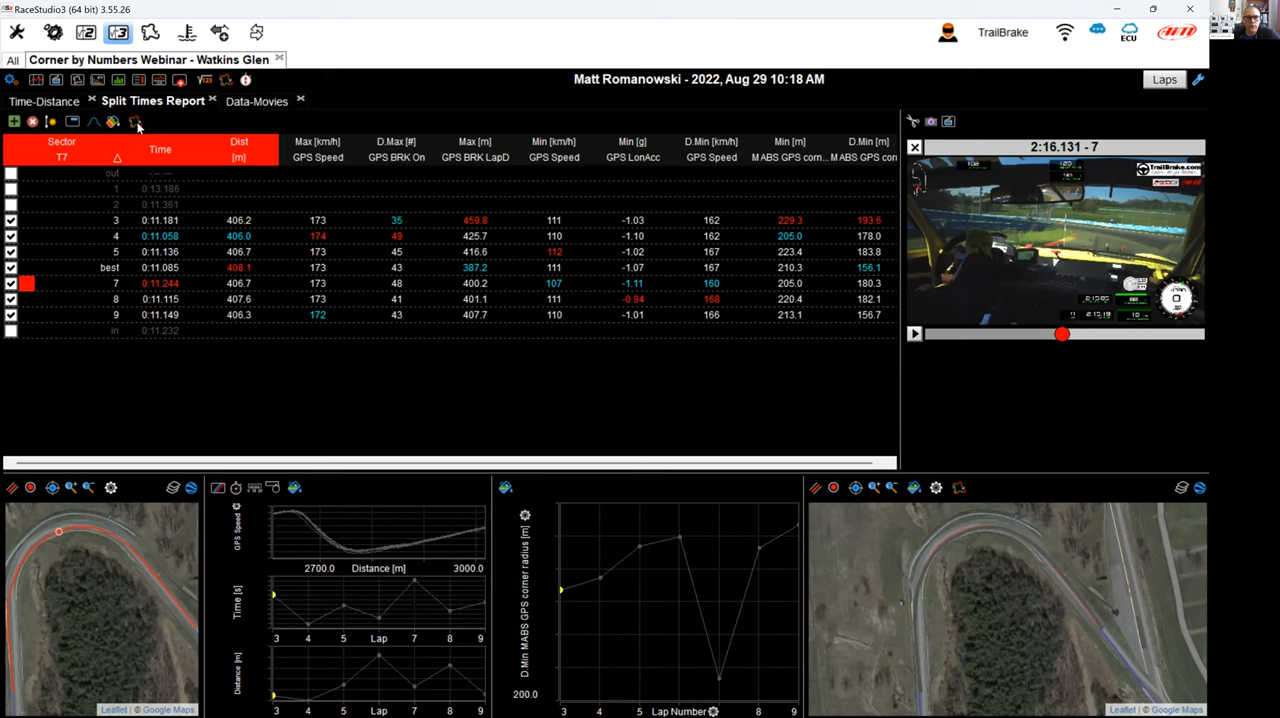 RaceStudio3 (64 bit) 3.55.26
TrailBrake
ECU
All Corner by Numbers Webinar - Watkins Glen
Matt Romanowski - 2022, Aug 29 10:18 AM
Laps
Time-Distance Split Times Report Data-Movies
Sector T7 Time Dist [m] Max [km/h] GPS Speed D.Max [#] GPS BRK On Max [m] GPS BRK LapD Min [km/h] GPS Speed Min [g] GPS LonAcc D.Min [km/h] GPS Speed Min [m] MABS GPS corn... D.Min [m] MABS GPS cor
out
1 0:13.186
2 0:11.361
3 0:11.181 406.2 173 35 459.8 111 -1.03 162 229.3 193.6
4 0:11.058 406.0 174 49 425.7 110 -1.10 162 205.0 178.0
5 0:11.136 406.7 173 45 416.6 112 -1.02 167 223.4 183.8
best 0:11.085 408.1 173 43 387.2 111 -1.07 167 210.3 156.1
7 0:11.244 406.7 173 48 400.2 107 -1.11 160 205.0 180.3
8 0:11.115 407.6 173 41 401.1 111 -0.94 168 220.4 182.1
9 0:11.149 406.3 172 43 407.7 110 -1.01 166 213.1 156.7
in 0:11.232
2:16.131 - 7
TrailBrake.com
GPS Speed
2700.0 Distance [m] 3000.0
Time [s]
3 4 5 Lap 7 8 9
Distance [m]
3 4 5 Lap 7 8 9
D.Min MABS GPS corner radius [m]
200.0
3 4 5 Lap Number 8 9
Leaflet | © Google Maps
Leaflet | © Google Maps